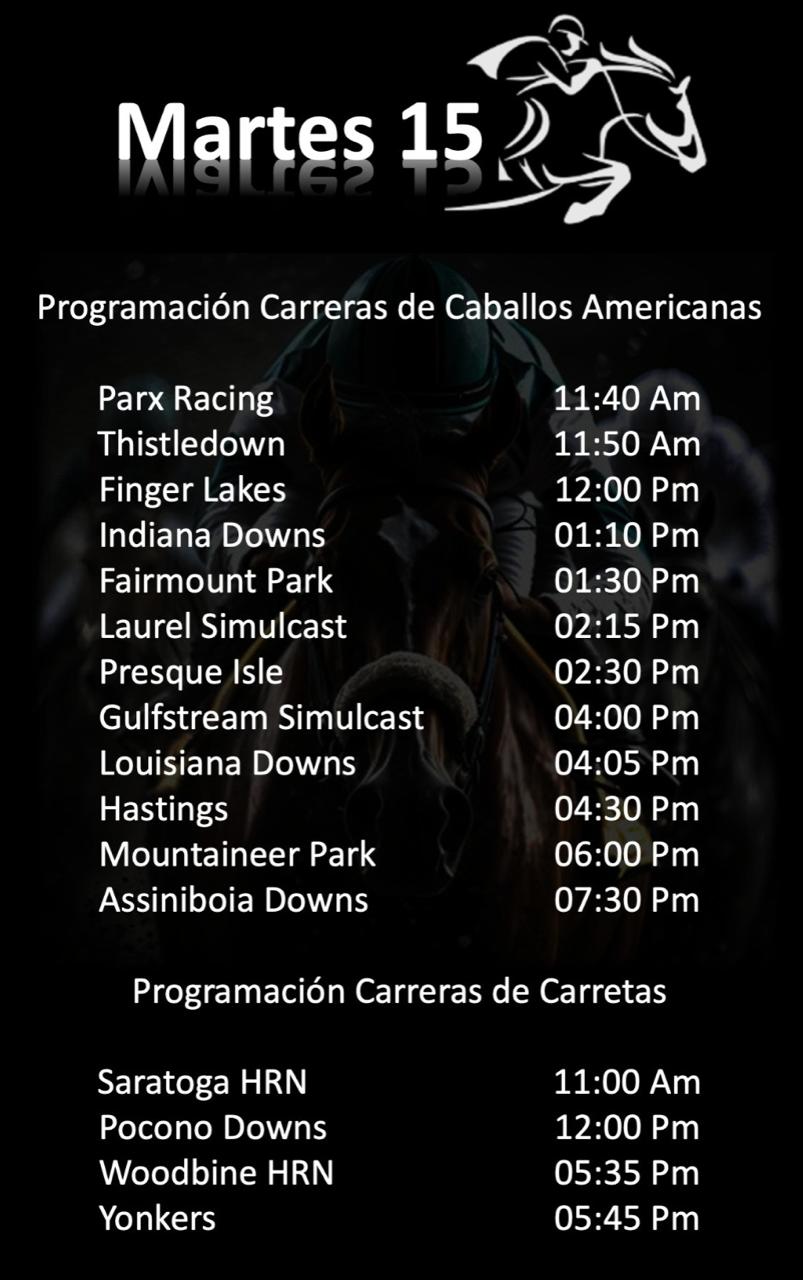 Martes 15
Programación Carreras de Caballos Americanas
Parx Racing 11:40 Am
Thistledown 11:50 Am
Finger Lakes 12:00 Pm
Indiana Downs 01:10 Pm
Fairmount Park 01:30 Pm
Laurel Simulcast 02:15 Pm
Presque Isle 02:30 Pm
Gulfstream Simulcast 04:00 Pm
Louisiana Downs 04:05 Pm
Hastings 04:30 Pm
Mountaineer Park 06:00 Pm
Assiniboia Downs 07:30 Pm
Programación Carreras de Carretas
Saratoga HRN 11:00 Am
Pocono Downs 12:00 Pm
Woodbine HRN 05:35 Pm
Yonkers 05:45 Pm